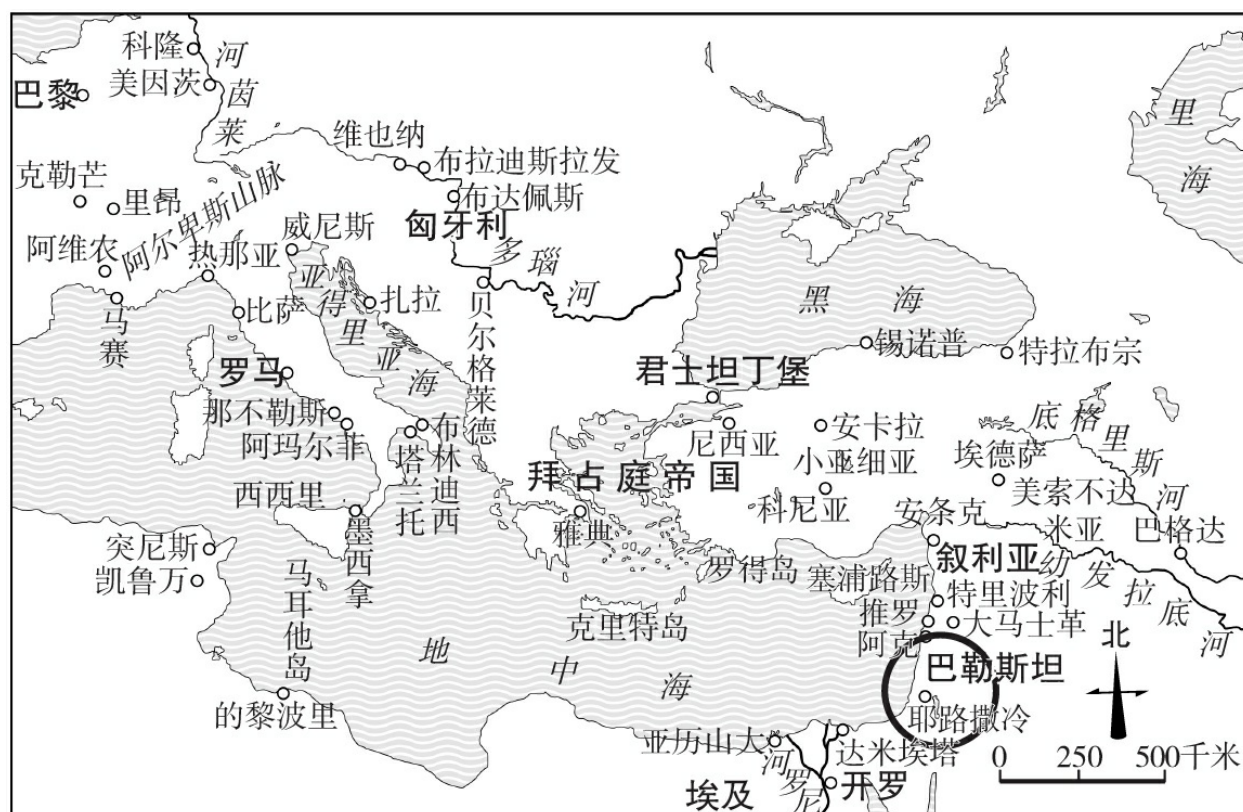 科隆
美因茨
巴黎
莱茵河
维也纳
布拉迪斯拉发
布达佩斯
匈牙利
克勒芒
里昂
阿尔卑斯山脉
威尼斯
阿维农
热那亚
多瑙河
里海
马赛
比萨
扎拉
亚得里亚海
贝尔格莱德
黑海
锡诺普
特拉布宗
罗马
君士坦丁堡
那不勒斯
阿玛尔菲
塔兰托
布林迪西
尼西亚
安卡拉
小亚细亚
底格里斯河
埃德萨
拜占庭帝国
西西里
墨西拿
雅典
科尼亚
美索不达米亚
安条克
巴格达
突尼斯
凯鲁万
马耳他岛
罗得岛
塞浦路斯
叙利亚
幼发拉底河
特里波利
推罗
大马士革
阿克
克里特岛
地中海
巴勒斯坦
北
耶路撒冷
的黎波里
亚历山大
达米埃塔
尼罗河
开罗
埃及
0 250 500千米